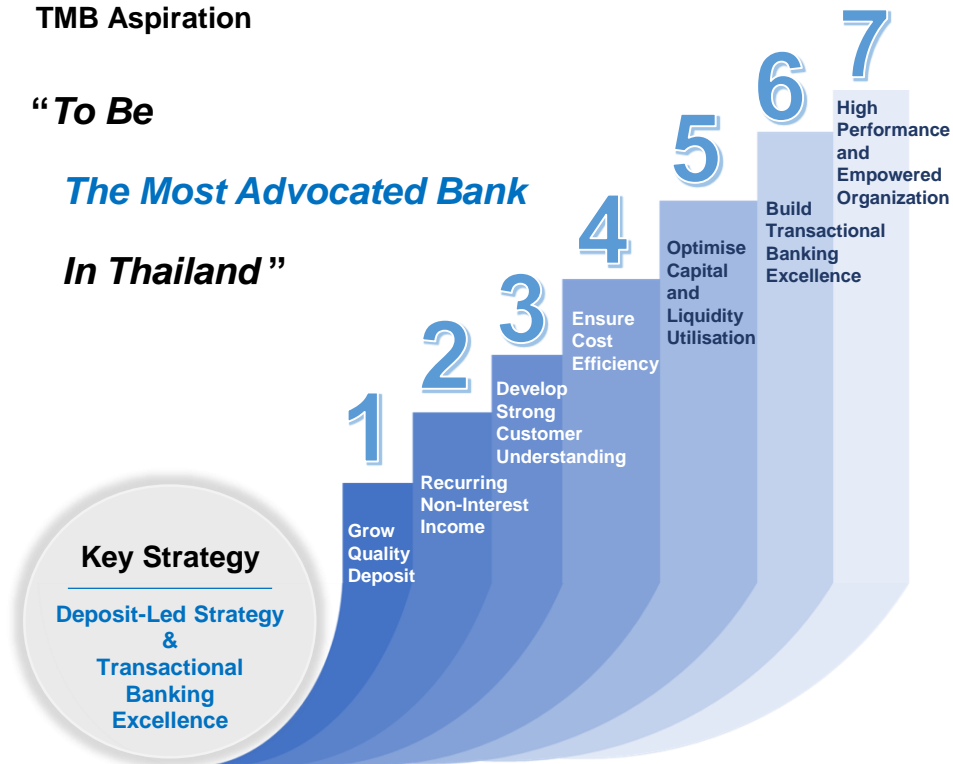 TMB Aspiration
“To Be
The Most Advocated Bank
In Thailand”
Key Strategy
Deposit-Led Strategy
&
Transactional
Banking
Excellence
1
Grow
Quality
Deposit
2
Recurring
Non-Interest
Income
3
Develop
Strong
Customer
Understanding
4
Ensure
Cost
Efficiency
5
Optimise
Capital
and
Liquidity
Utilisation
6
Build
Transactional
Banking
Excellence
7
High
Performance
and
Empowered
Organization